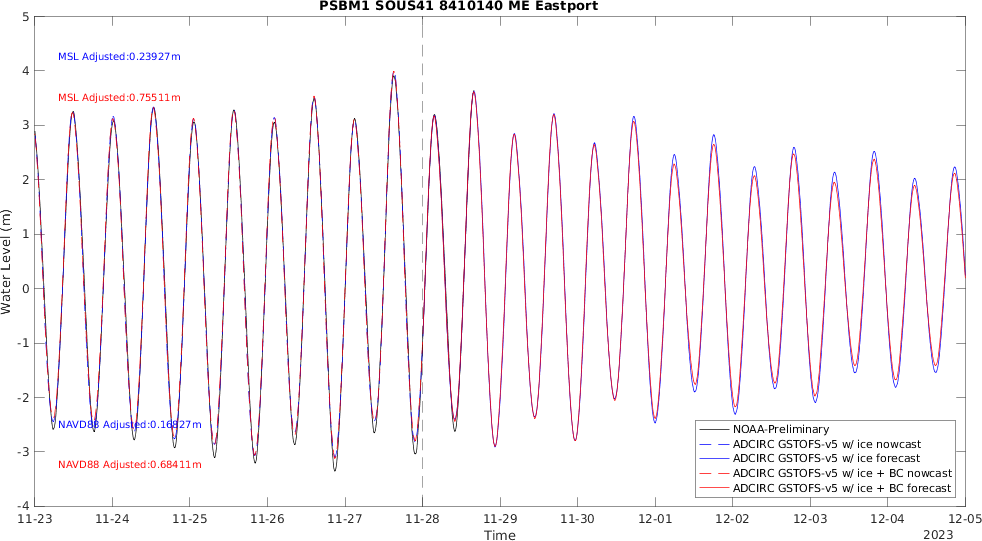 PSBM1 SOUS41 8410140 ME Eastport
5
4
3
2
1
0
-1
-2
-3
-4
Water Level (m)
MSL Adjusted:0.23927m
MSL Adjusted:0.75511m
NAVD88 Adjusted:0.16827m
NAVD88 Adjusted:0.68411m
NOAA-Preliminary
ADCIRC GSTOFS-v5 w/ ice nowcast
ADCIRC GSTOFS-v5 w/ ice forecast
ADCIRC GSTOFS-v5 w/ ice + BC nowcast
ADCIRC GSTOFS-v5 w/ ice + BC forecast
11-23 11-24 11-25 11-26 11-27 11-28 11-29 11-30 12-01 12-02 12-03 12-04 12-05
Time
2023